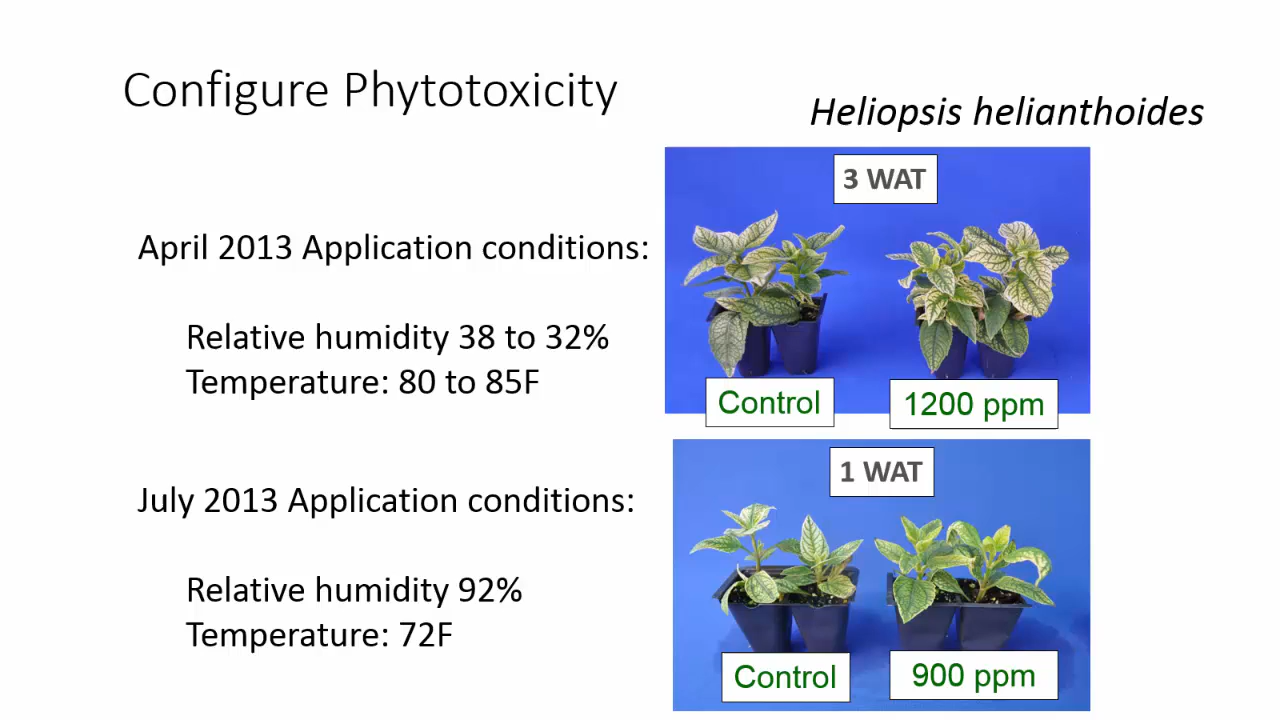 Configure Phytotoxicity
Heliopsis helianthoides
April 2013 Application conditions:
Relative humidity 38 to 32%
Temperature: 80 to 85F
3 WAT
Control
1200 ppm
July 2013 Application conditions:
Relative humidity 92%
Temperature: 72F
1 WAT
Control
900 ppm